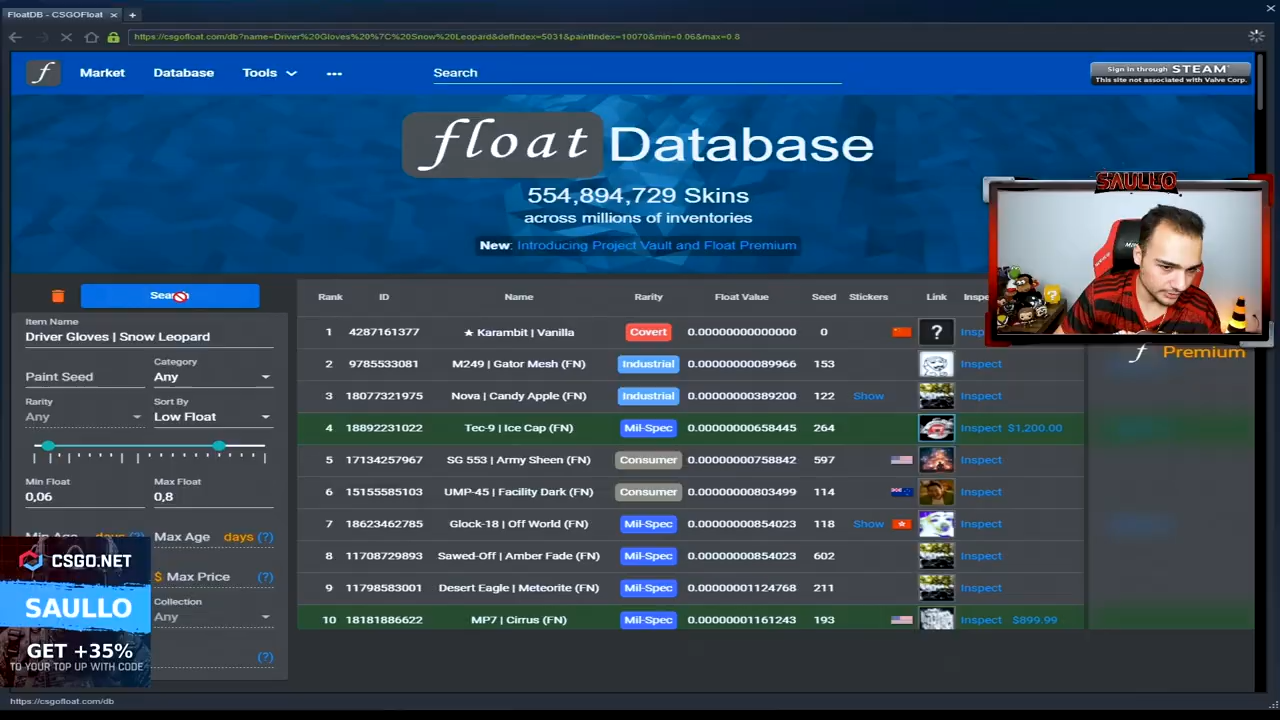 FloatDB - CSGOFloat
https://csgofloat.com/db?name=Driver%20Gloves%20%7C%20Snow%20Leopard&defIndex=5031&paintIndex=10070&min=0.06&max=0.8
f Market Database Tools ••• Search
Sign in through STEAM
This site not associated with Valve Corp.
float Database
554,894,729 Skins
across millions of inventories
New: Introducing Project Vault and Float Premium
SAULLO
Search
Item Name
Driver Gloves | Snow Leopard
Paint Seed
Category
Any
Rarity
Any
Sort By
Low Float
Min Float
0,06
Max Float
0,8
Min Age days (?)
Max Age days (?)
$ Max Price (?)
Collection
Any
(?)
Rank ID Name Rarity Float Value Seed Stickers Link Inspe
1 4287161377 ★ Karambit | Vanilla Covert 0.00000000000000 0 ? Insp
2 9785533081 M249 | Gator Mesh (FN) Industrial 0.00000000089966 153 Inspect
3 18077321975 Nova | Candy Apple (FN) Industrial 0.00000000389200 122 Show Inspect
4 18892231022 Tec-9 | Ice Cap (FN) Mil-Spec 0.00000000658445 264 Inspect $1,200.00
5 17134257967 SG 553 | Army Sheen (FN) Consumer 0.00000000758842 597 Inspect
6 15155585103 UMP-45 | Facility Dark (FN) Consumer 0.00000000803499 114 Inspect
7 18623462785 Glock-18 | Off World (FN) Mil-Spec 0.00000000854023 118 Show Inspect
8 11708729893 Sawed-Off | Amber Fade (FN) Mil-Spec 0.00000000854023 602 Inspect
9 11798583001 Desert Eagle | Meteorite (FN) Mil-Spec 0.00000001124768 211 Inspect
10 18181886622 MP7 | Cirrus (FN) Mil-Spec 0.00000001161243 193 Inspect $899.99
f Premium
CSGO.NET
SAULLO
GET +35%
TO YOUR TOP UP WITH CODE
https://csgofloat.com/db